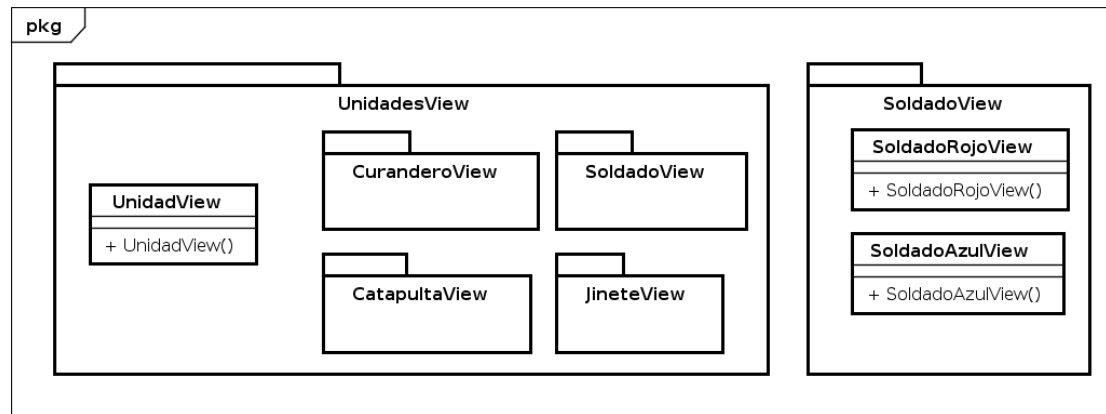 pkg
UnidadesView
UnidadView
+ UnidadView()
CuranderoView
SoldadoView
CatapultaView
JineteView
SoldadoView
SoldadoRojoView
+ SoldadoRojoView()
SoldadoAzulView
+ SoldadoAzulView()